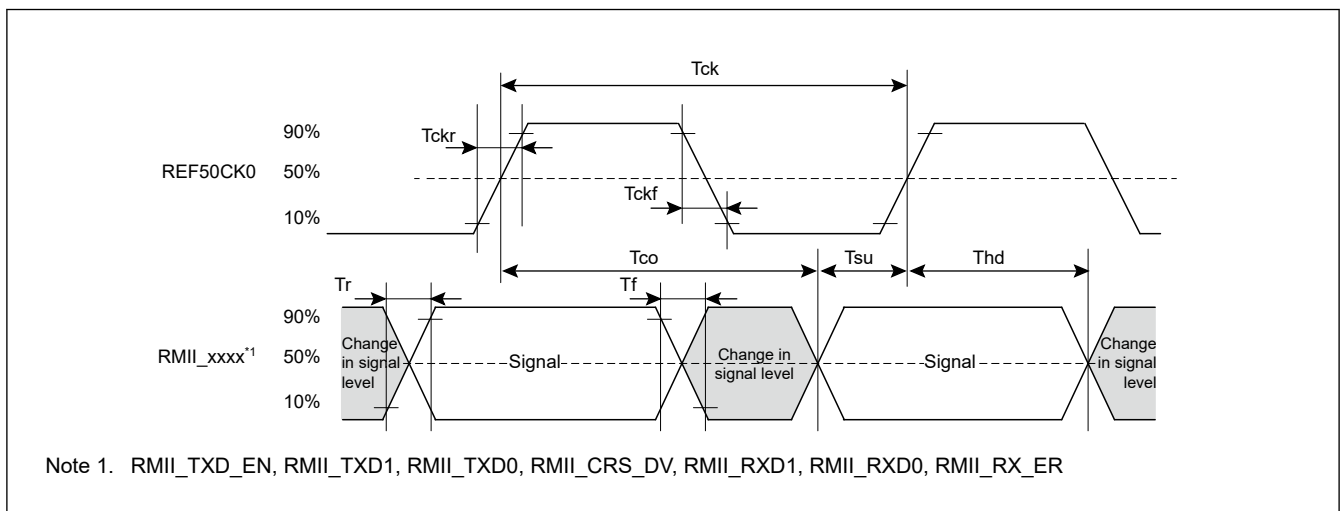 Tck
90%
Tckr
REF50CK0 50%
Tckf
10%
Tco Tsu Thd
Tr Tf
90%
RMII_xxxx*1 50%
Change in signal level
Signal
Change in signal level
Signal
Change in signal level
10%
Note 1. RMII_TXD_EN, RMII_TXD1, RMII_TXD0, RMII_CRS_DV, RMII_RXD1, RMII_RXD0, RMII_RX_ER